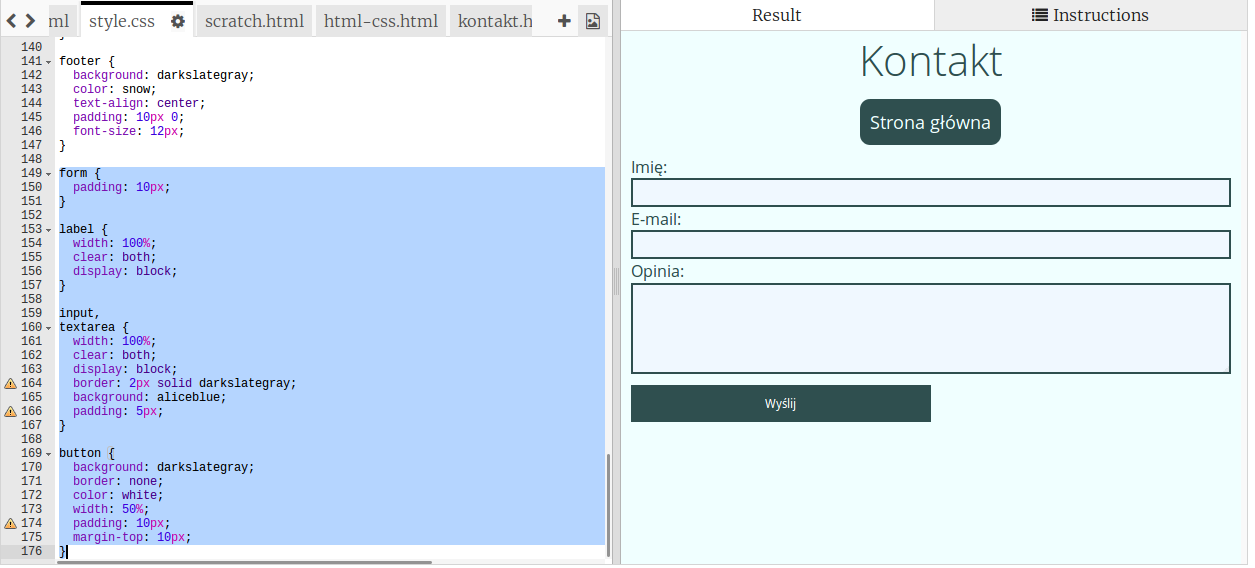 ml style.css scratch.html html-css.html kontakt.h
Result
Instructions
140
141 footer {
142 background: darkslategray;
143 color: snow;
144 text-align: center;
145 padding: 10px 0;
146 font-size: 12px;
147 }
148
149 form {
150 padding: 10px;
151 }
152
153 label {
154 width: 100%;
155 clear: both;
156 display: block;
157 }
158
159 input,
160 textarea {
161 width: 100%;
162 clear: both;
163 display: block;
164 border: 2px solid darkslategray;
165 background: aliceblue;
166 padding: 5px;
167 }
168
169 button {
170 background: darkslategray;
171 border: none;
172 color: white;
173 width: 50%;
174 padding: 10px;
175 margin-top: 10px;
176 }
Kontakt
Strona główna
Imię:
E-mail:
Opinia:
Wyślij